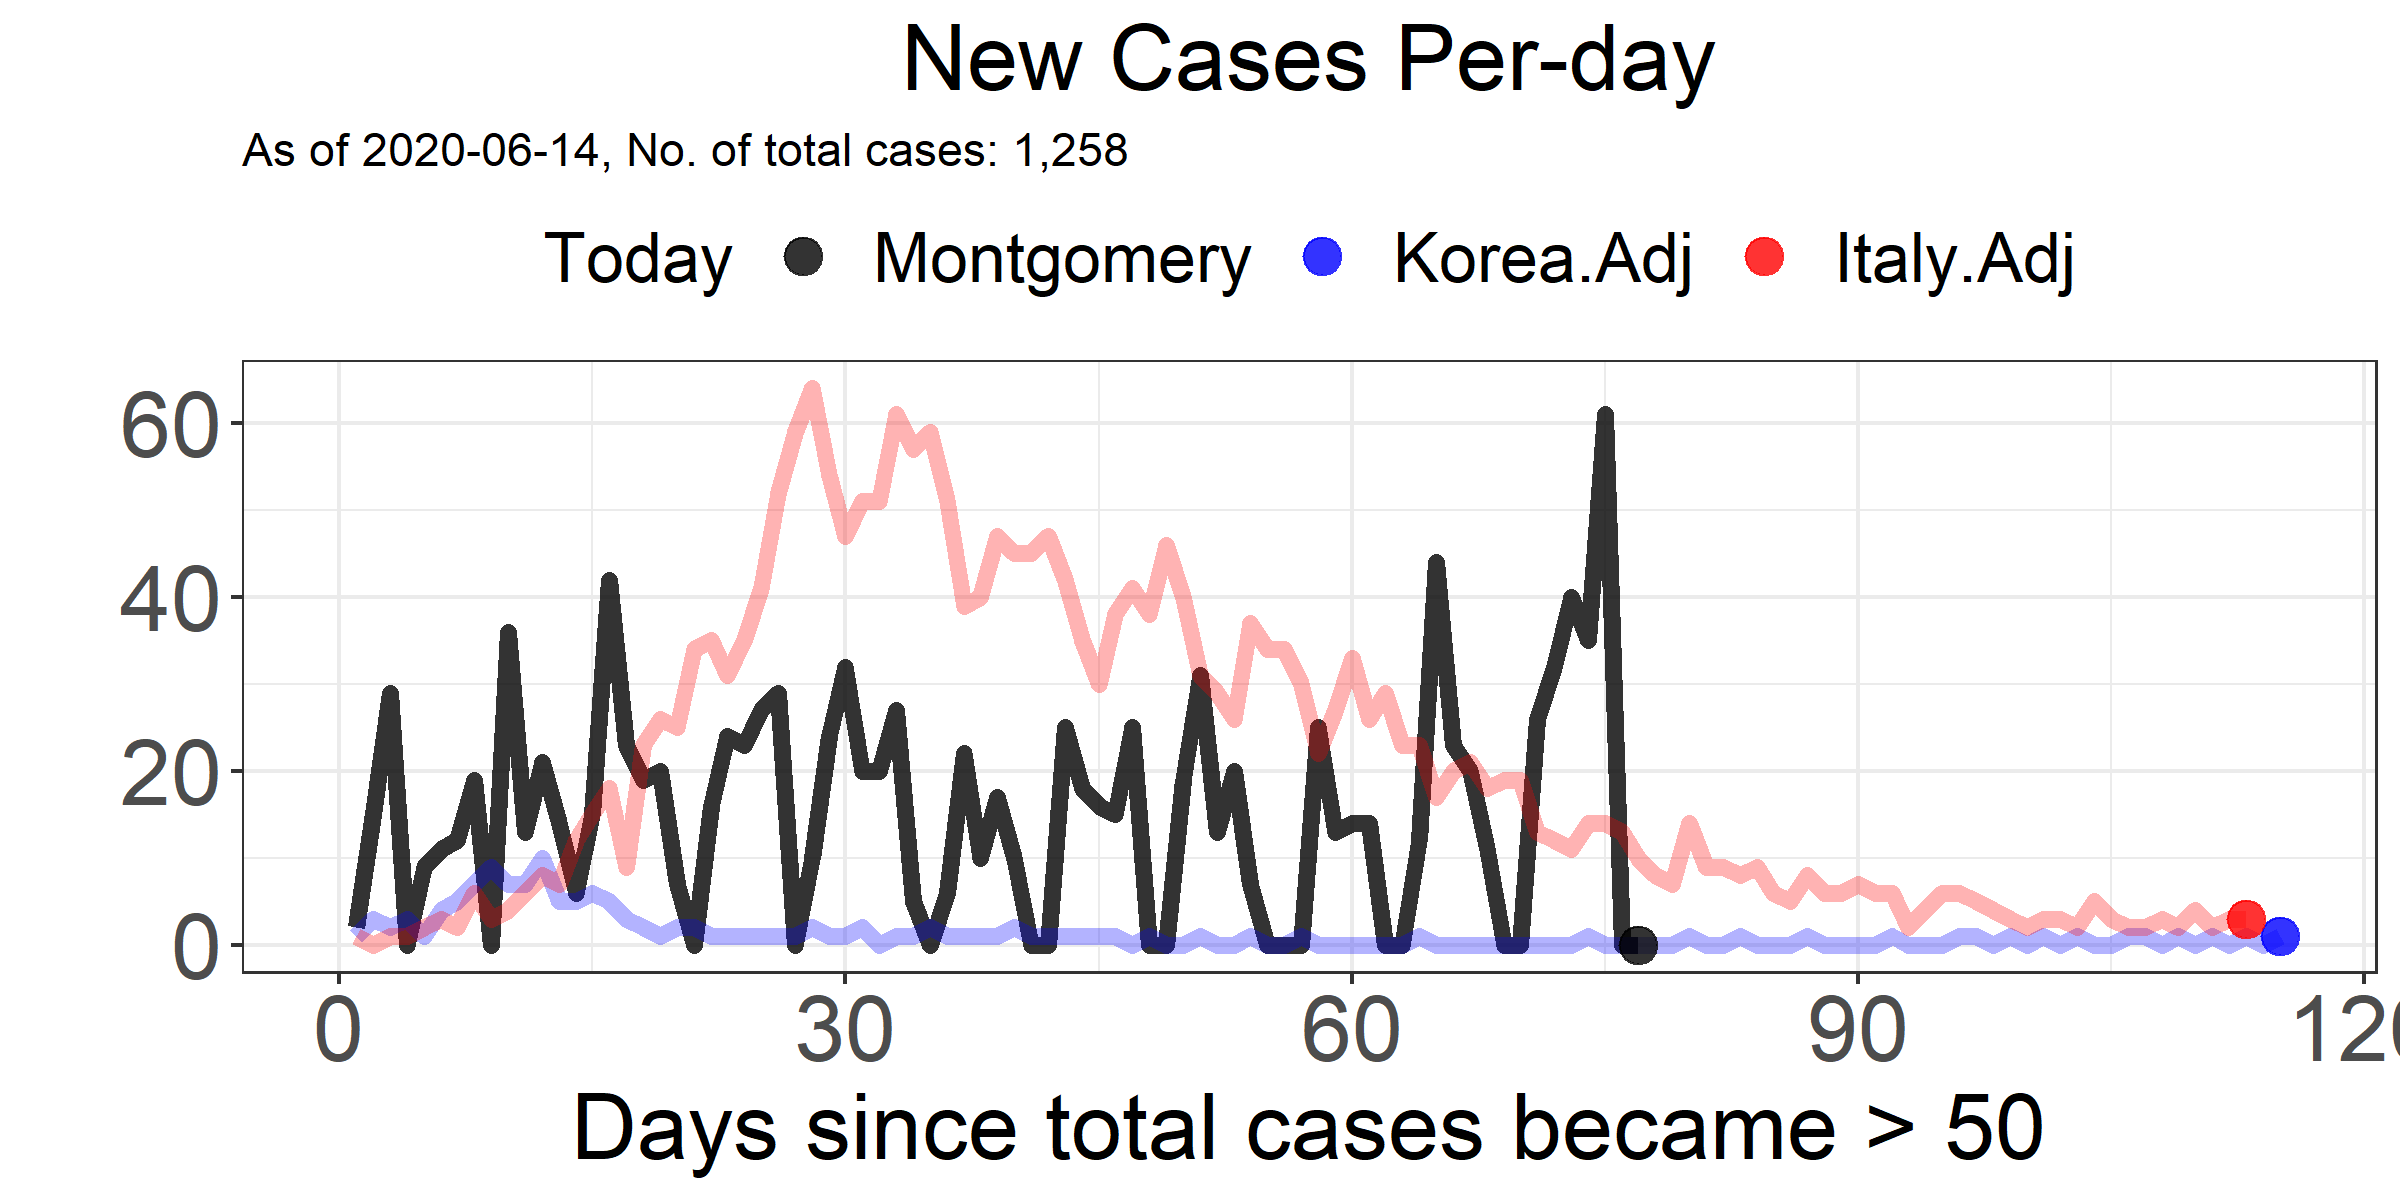 New Cases Per-day
As of 2020-06-14, No. of total cases: 1,258
Today Montgomery Korea.Adj Italy.Adj
60
40
20
0
0 30 60 90 120
Days since total cases became > 50